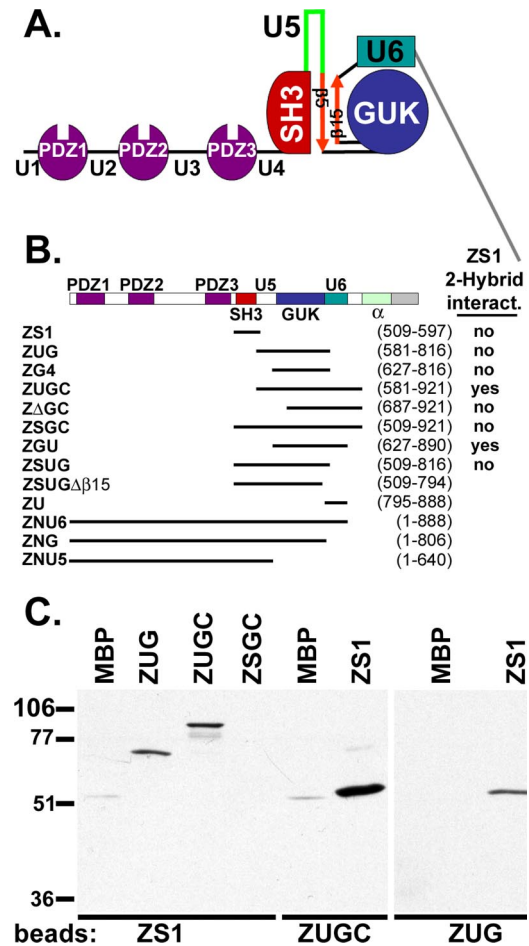 A.
U5
U6
SH3
β5
β15
GUK
PDZ1
PDZ2
PDZ3
U1
U2
U3
U4
B.
ZS1
2-Hybrid
interact.
PDZ1 PDZ2 PDZ3 U5 U6
SH3 GUK α
ZS1 (509-597) no
ZUG (581-816) no
ZG4 (627-816) no
ZUGC (581-921) yes
ZΔGC (687-921) no
ZSGC (509-921) no
ZGU (627-890) yes
ZSUG (509-816) no
ZSUGΔβ15 (509-794)
ZU (795-888)
ZNU6 (1-888)
ZNG (1-806)
ZNU5 (1-640)
C.
MBP ZUG ZUGC ZSGC MBP ZS1 MBP ZS1
106
77
51
36
beads: ZS1 ZUGC ZUG